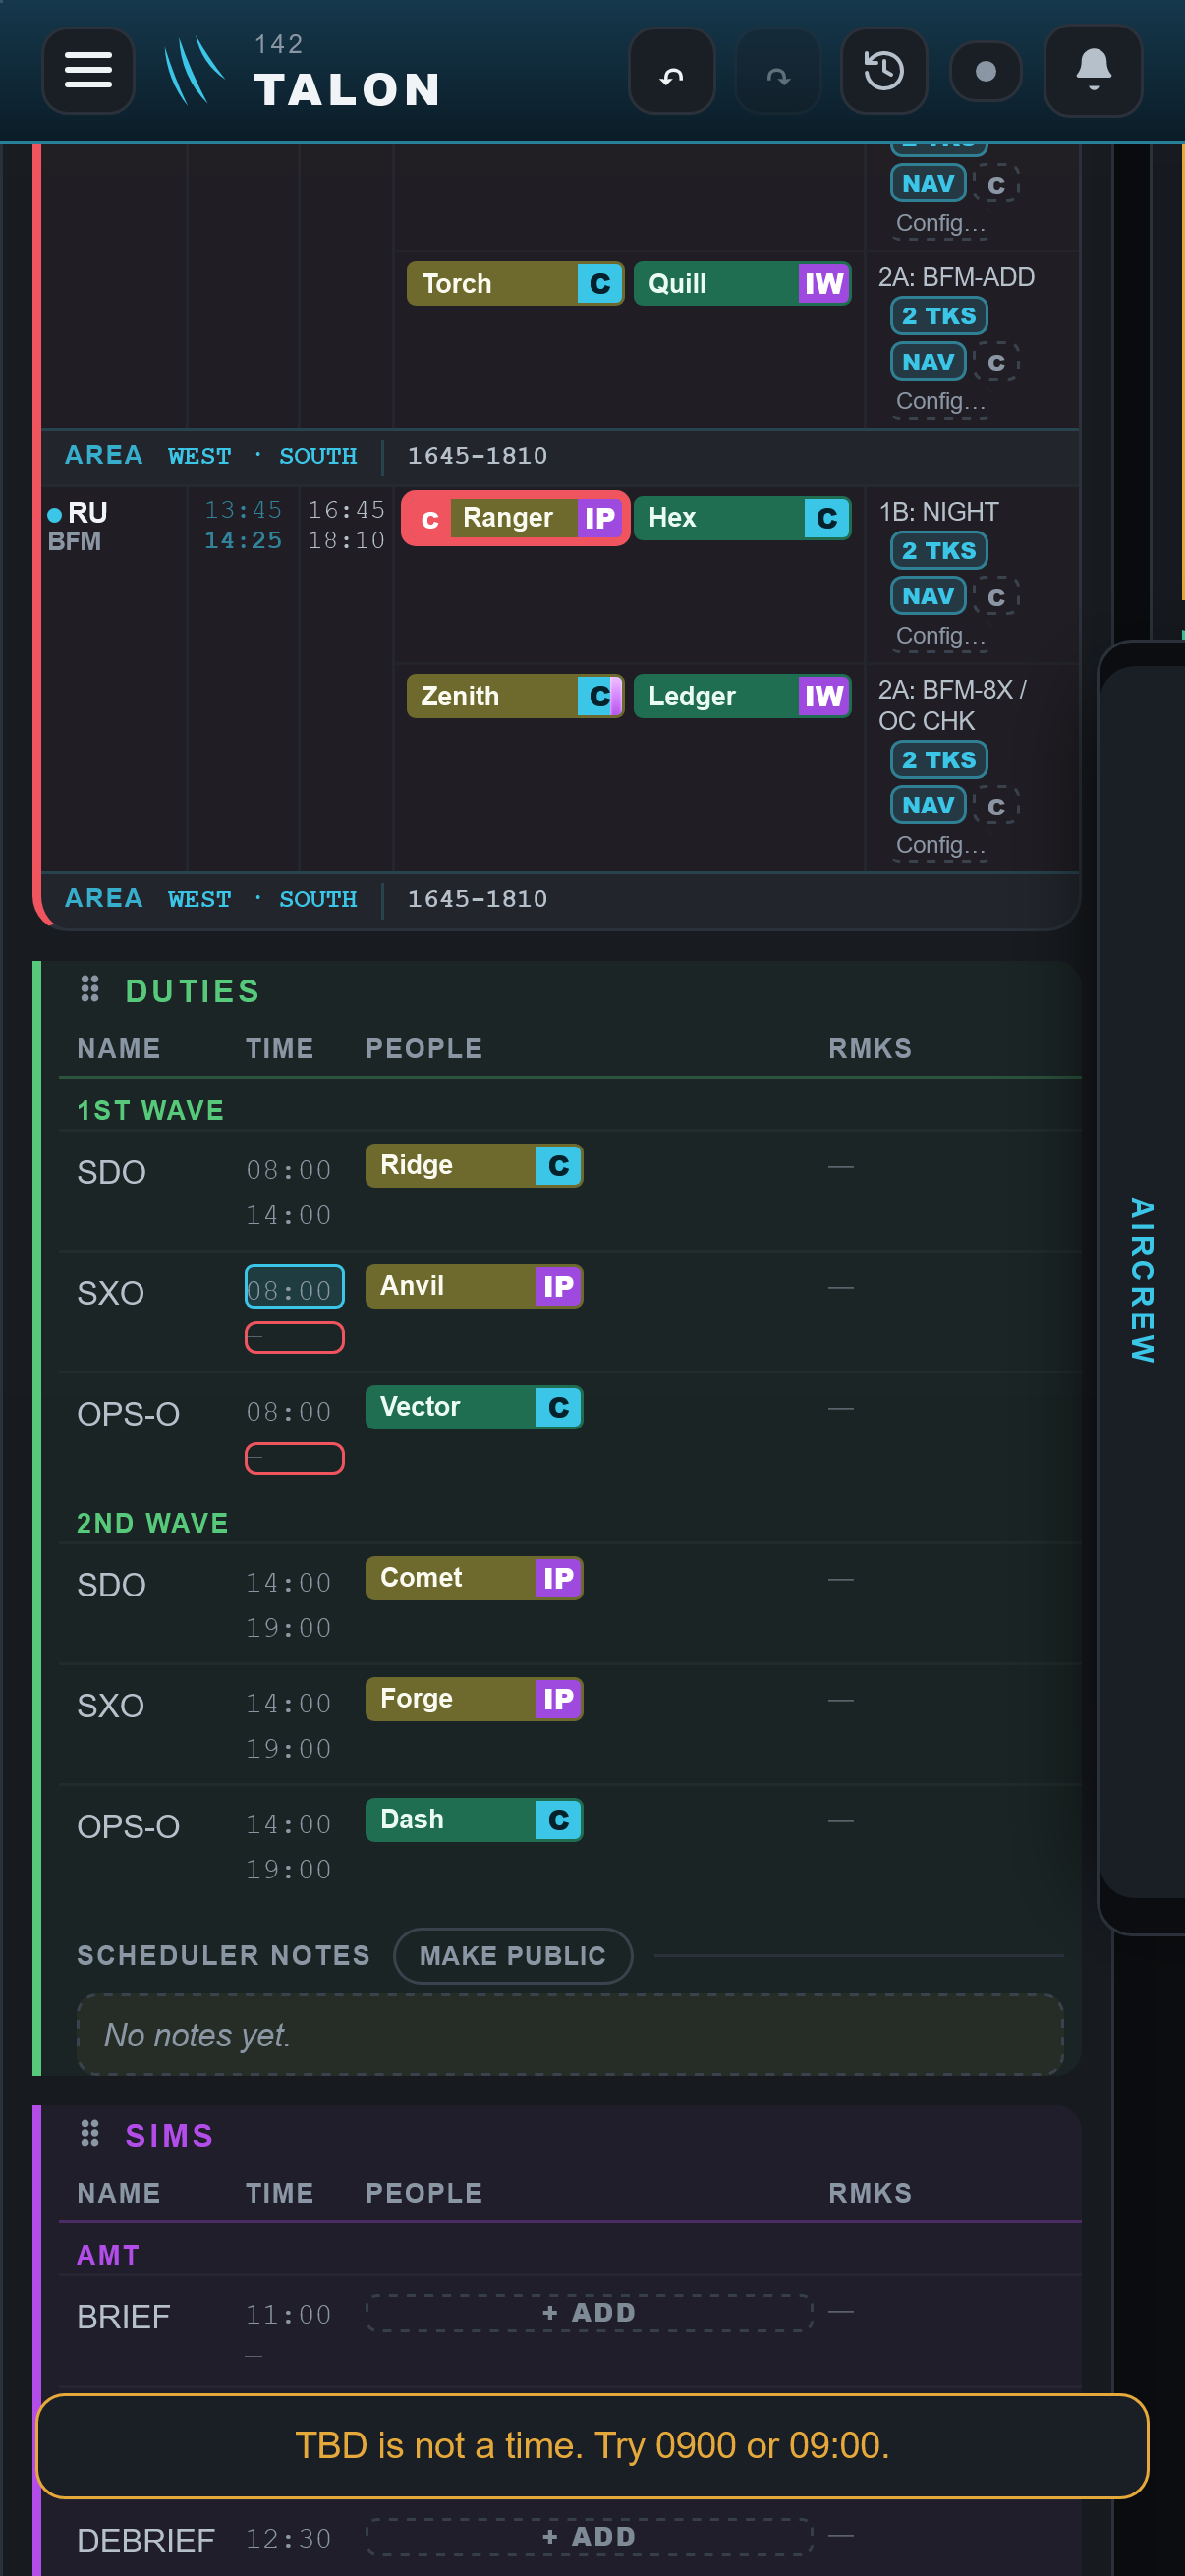 142
TALON
2 TKS
NAV C
Config...
Torch C Quill IW 2A: BFM-ADD
2 TKS
NAV C
Config...
AREA WEST · SOUTH 1645-1810
RU 13:45 16:45 C Ranger IP Hex C 1B: NIGHT
BFM 14:25 18:10
2 TKS
NAV C
Config...
Zenith C Ledger IW 2A: BFM-8X /
OC CHK
2 TKS
NAV C
Config...
AREA WEST · SOUTH 1645-1810
DUTIES
NAME TIME PEOPLE RMKS
1ST WAVE
SDO 08:00 Ridge C —
14:00
SXO 08:00 Anvil IP —
—
OPS-O 08:00 Vector C —
—
2ND WAVE
SDO 14:00 Comet IP —
19:00
SXO 14:00 Forge IP —
19:00
OPS-O 14:00 Dash C —
19:00
AIRCREW
SCHEDULER NOTES MAKE PUBLIC
No notes yet.
SIMS
NAME TIME PEOPLE RMKS
AMT
BRIEF 11:00 + ADD —
—
TBD is not a time. Try 0900 or 09:00.
DEBRIEF 12:30 + ADD —